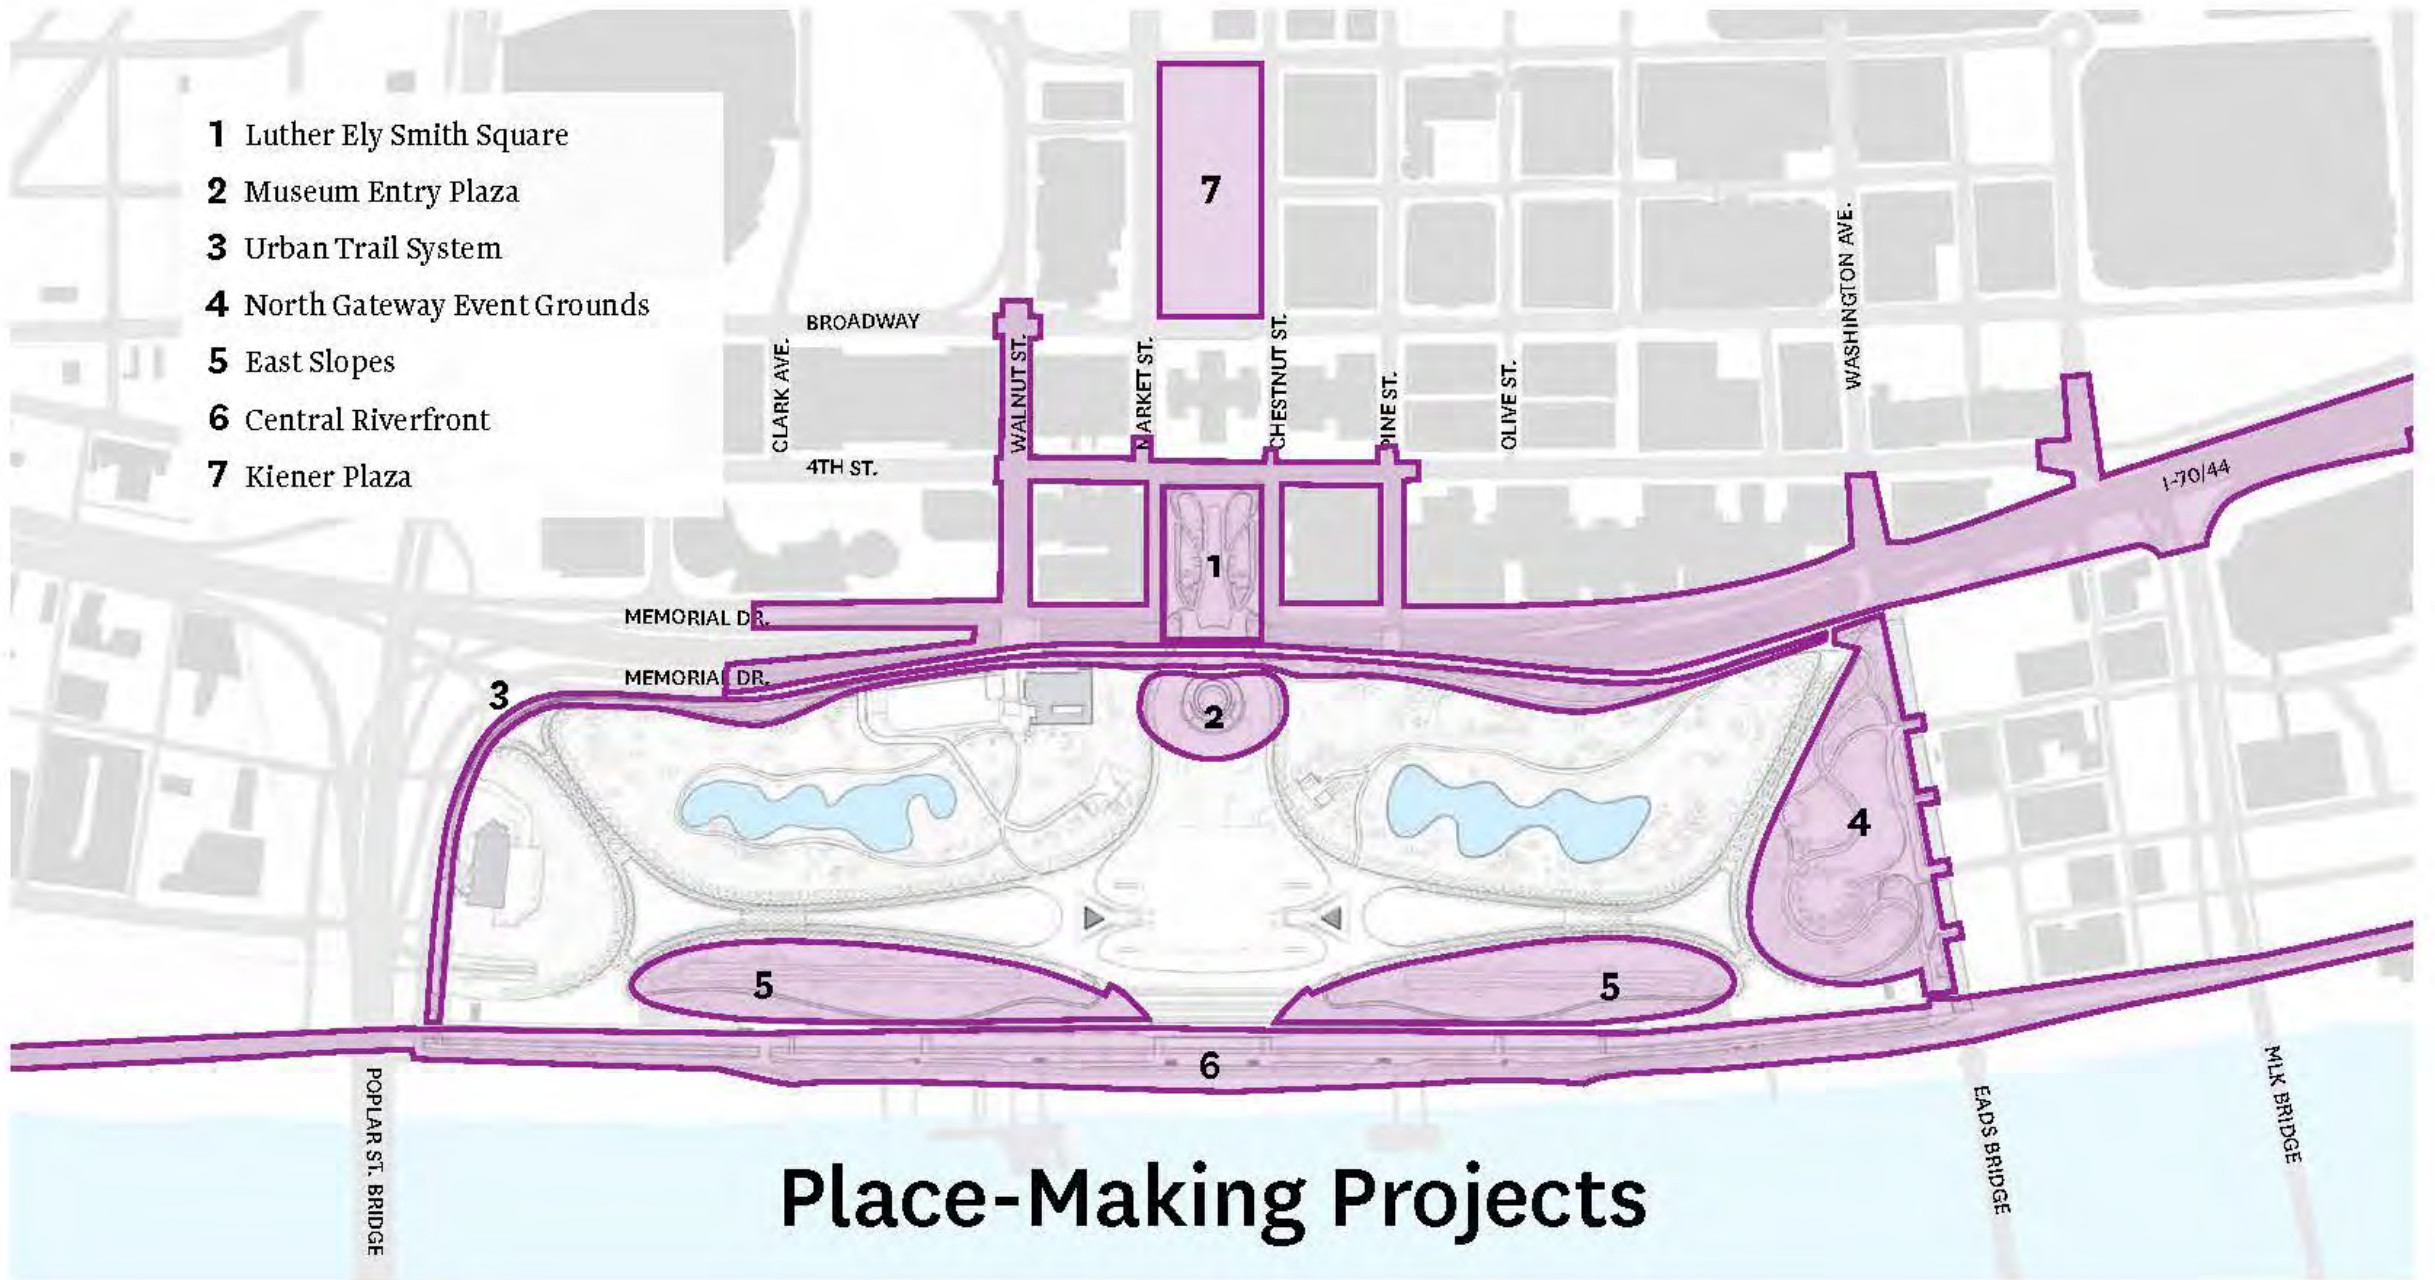 1 Luther Ely Smith Square
2 Museum Entry Plaza
3 Urban Trail System
4 North Gateway Event Grounds
5 East Slopes
6 Central Riverfront
7 Kiener Plaza
7
BROADWAY
CLARK AVE.
WALNUT ST.
MARKET ST.
CHESTNUT ST.
PINE ST.
OLIVE ST.
WASHINGTON AVE.
4TH ST.
I-70/44
1
MEMORIAL DR.
MEMORIAL DR.
3
2
4
5
5
6
POPLAR ST. BRIDGE
EADS BRIDGE
MLK BRIDGE
Place-Making Projects